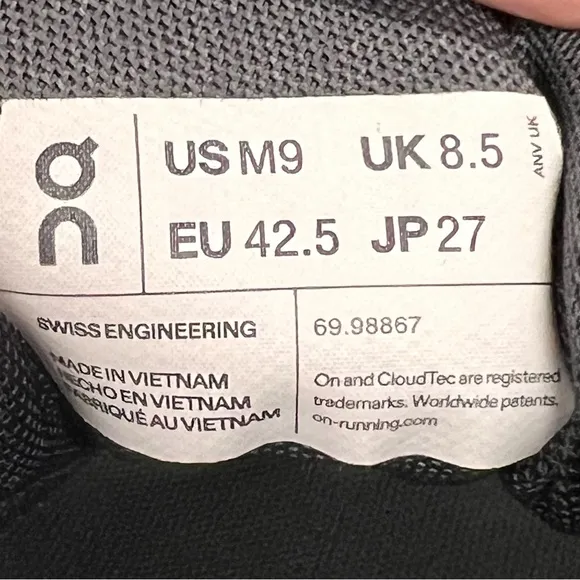 On
US M9 UK 8.5
EU 42.5 JP 27
ANV UK
SWISS ENGINEERING
MADE IN VIETNAM
HECHO EN VIETNAM
FABRIQUÉ AU VIETNAM
69.98867
On and CloudTec are registered
trademarks. Worldwide patents.
on-running.com